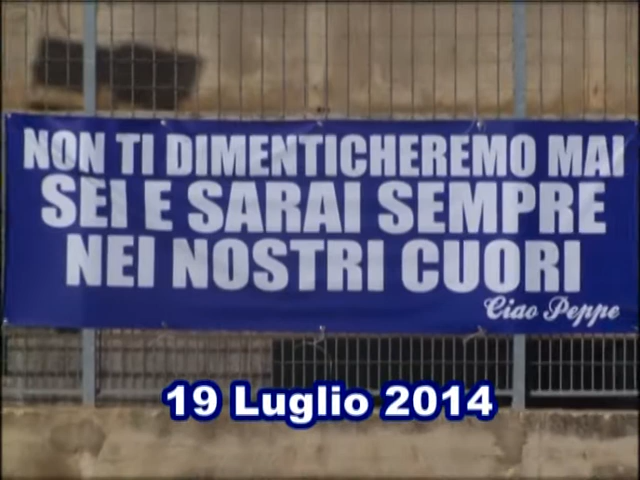 NON TI DIMENTICHEREMO MAI
SEI E SARAI SEMPRE
NEI NOSTRI CUORI
Ciao Peppe
19 Luglio 2014